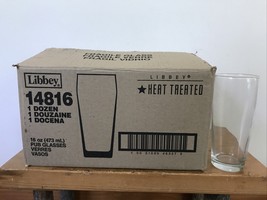 Libbey
14816
1 DOZEN
1 DOUZAINE
1 DOCENA
16 oz (473 mL)
PUB GLASSES
VERRES
VASOS
LIBBEY
★HEAT TREATED